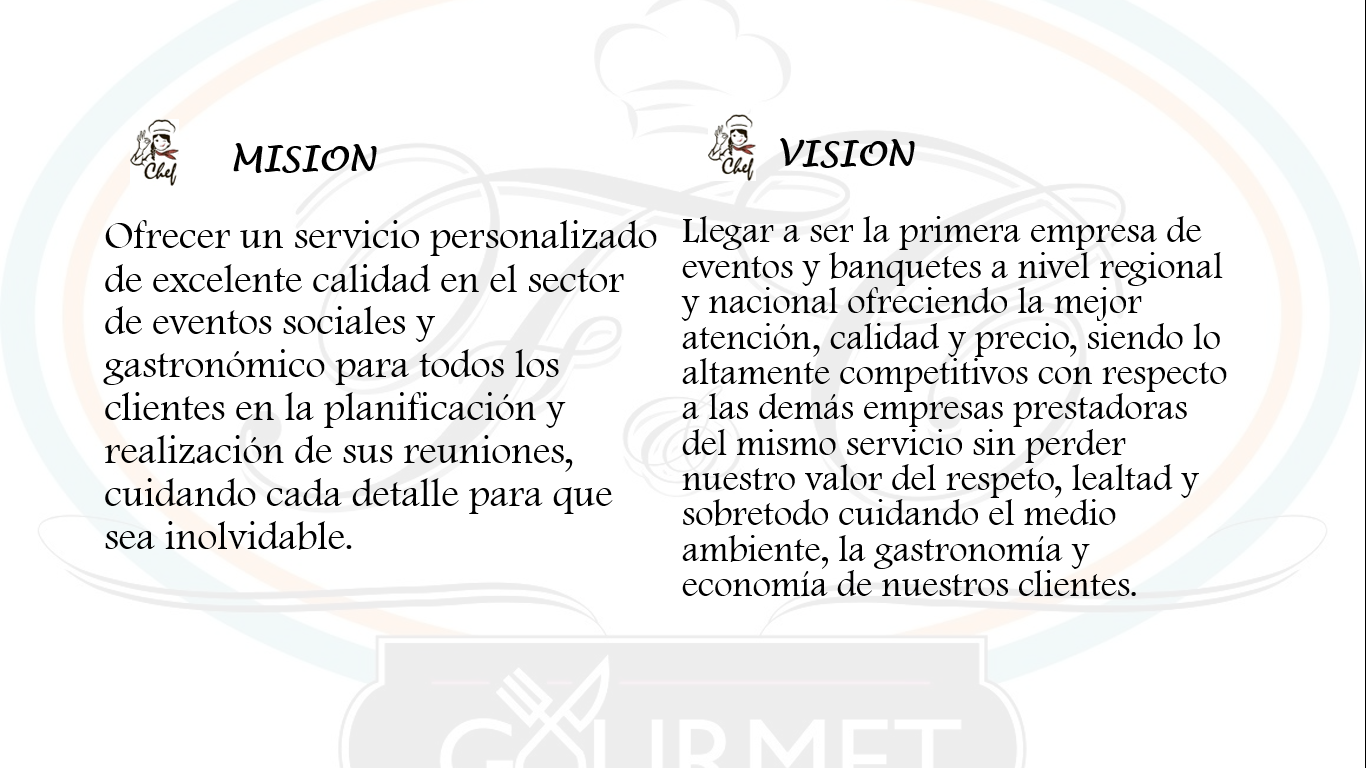 Chef
MISION
Ofrecer un servicio personalizado
de excelente calidad en el sector
de eventos sociales y
gastronómico para todos los
clientes en la planificación y
realización de sus reuniones,
cuidando cada detalle para que
sea inolvidable.
Chef
VISION
Llegar a ser la primera empresa de
eventos y banquetes a nivel regional
y nacional ofreciendo la mejor
atención, calidad y precio, siendo lo
altamente competitivos con respecto
a las demás empresas prestadoras
del mismo servicio sin perder
nuestro valor del respeto, lealtad y
sobretodo cuidando el medio
ambiente, la gastronomía y
economía de nuestros clientes.
GOURMET